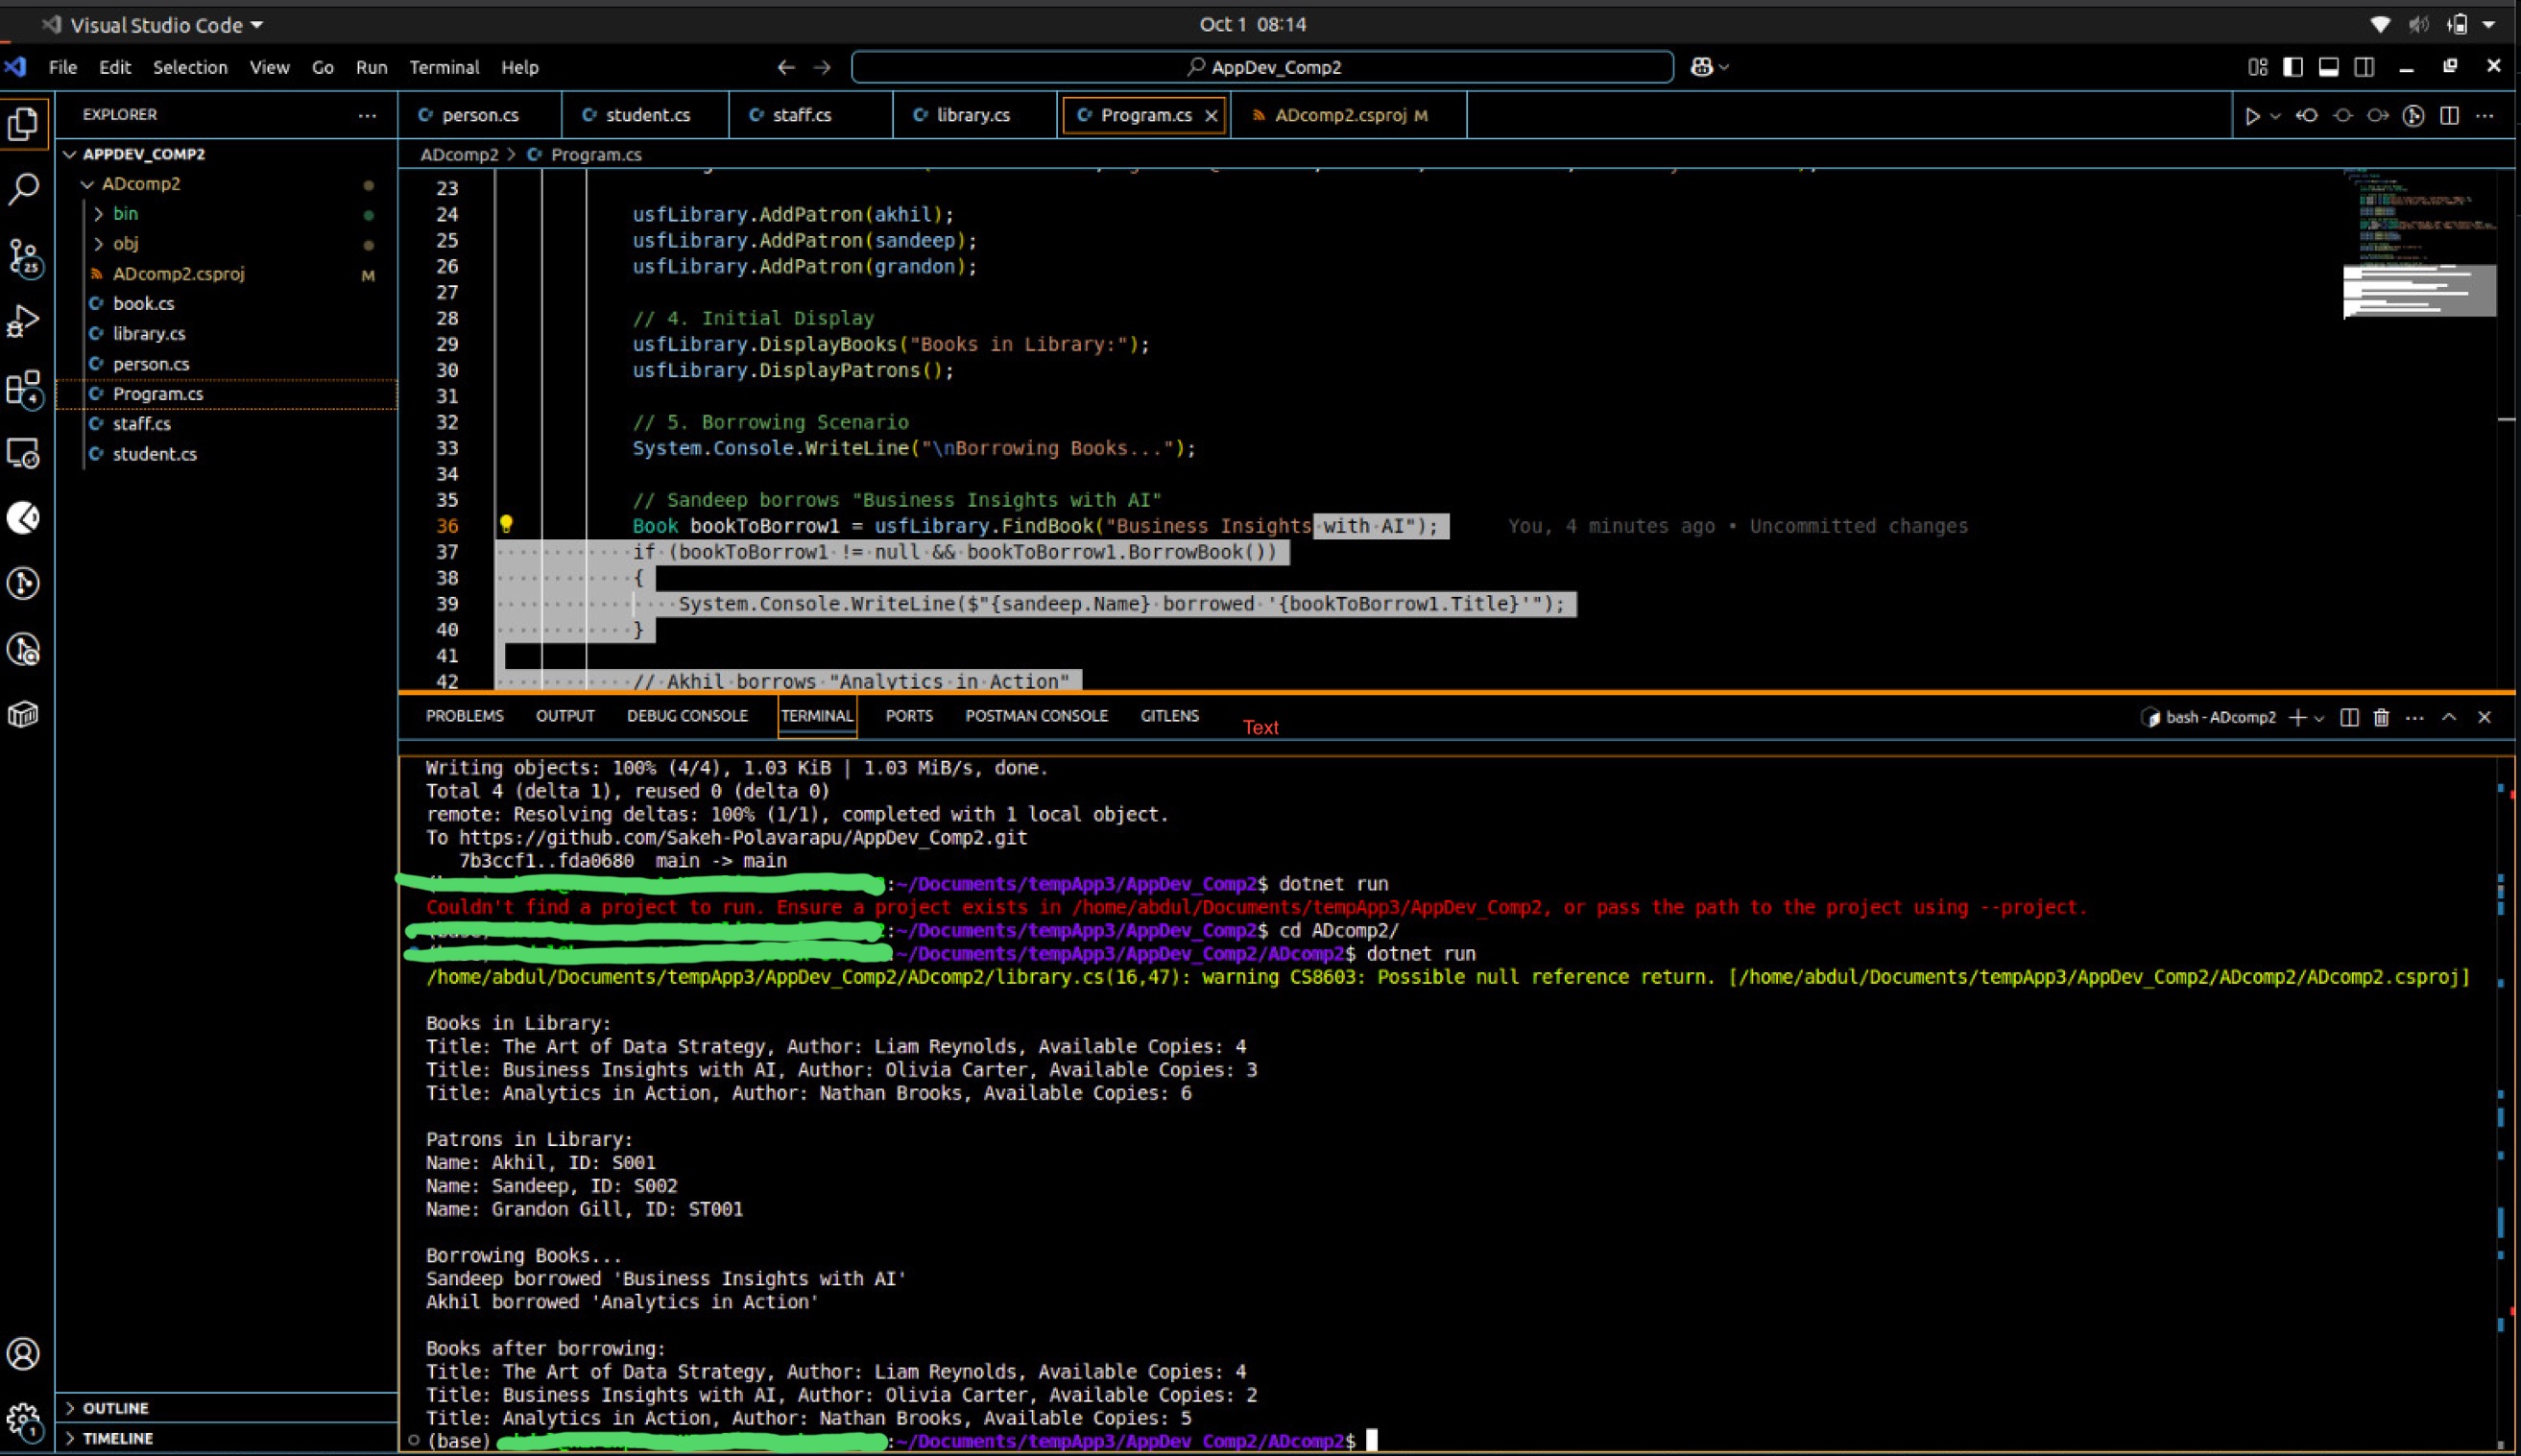 Visual Studio Code
Oct 1 08:14
File Edit Selection View Go Run Terminal Help
AppDev_Comp2
EXPLORER
person.cs
student.cs
staff.cs
library.cs
Program.cs
ADcomp2.csproj M
APPDEV_COMP2
ADcomp2 > Program.cs
ADcomp2
bin
obj
ADcomp2.csproj M
book.cs
library.cs
person.cs
Program.cs
staff.cs
student.cs
25
4
23
24 usfLibrary.AddPatron(akhil);
25 usfLibrary.AddPatron(sandeep);
26 usfLibrary.AddPatron(grandon);
27
28 // 4. Initial Display
29 usfLibrary.DisplayBooks("Books in Library:");
30 usfLibrary.DisplayPatrons();
31
32 // 5. Borrowing Scenario
33 System.Console.WriteLine("\nBorrowing Books...");
34
35 // Sandeep borrows "Business Insights with AI"
36 Book bookToBorrow1 = usfLibrary.FindBook("Business Insights with AI"); You, 4 minutes ago • Uncommitted changes
37 if (bookToBorrow1 != null && bookToBorrow1.BorrowBook())
38 {
39 System.Console.WriteLine($"{sandeep.Name} borrowed '{bookToBorrow1.Title}'");
40 }
41
42 // Akhil borrows "Analytics in Action"
PROBLEMS OUTPUT DEBUG CONSOLE TERMINAL PORTS POSTMAN CONSOLE GITLENS
Text
bash - ADcomp2
Writing objects: 100% (4/4), 1.03 KiB | 1.03 MiB/s, done.
Total 4 (delta 1), reused 0 (delta 0)
remote: Resolving deltas: 100% (1/1), completed with 1 local object.
To https://github.com/Sakeh-Polavarapu/AppDev_Comp2.git
7b3ccf1..fda0680 main -> main
:~/Documents/tempApp3/AppDev_Comp2$ dotnet run
Couldn't find a project to run. Ensure a project exists in /home/abdul/Documents/tempApp3/AppDev_Comp2, or pass the path to the project using --project.
:~/Documents/tempApp3/AppDev_Comp2$ cd ADcomp2/
:~/Documents/tempApp3/AppDev_Comp2/ADcomp2$ dotnet run
/home/abdul/Documents/tempApp3/AppDev_Comp2/ADcomp2/library.cs(16,47): warning CS8603: Possible null reference return. [/home/abdul/Documents/tempApp3/AppDev_Comp2/ADcomp2/ADcomp2.csproj]
Books in Library:
Title: The Art of Data Strategy, Author: Liam Reynolds, Available Copies: 4
Title: Business Insights with AI, Author: Olivia Carter, Available Copies: 3
Title: Analytics in Action, Author: Nathan Brooks, Available Copies: 6
Patrons in Library:
Name: Akhil, ID: S001
Name: Sandeep, ID: S002
Name: Grandon Gill, ID: ST001
Borrowing Books...
Sandeep borrowed 'Business Insights with AI'
Akhil borrowed 'Analytics in Action'
Books after borrowing:
Title: The Art of Data Strategy, Author: Liam Reynolds, Available Copies: 4
Title: Business Insights with AI, Author: Olivia Carter, Available Copies: 2
Title: Analytics in Action, Author: Nathan Brooks, Available Copies: 5
(base) :~/Documents/tempApp3/AppDev_Comp2/ADcomp2$
OUTLINE
TIMELINE
1